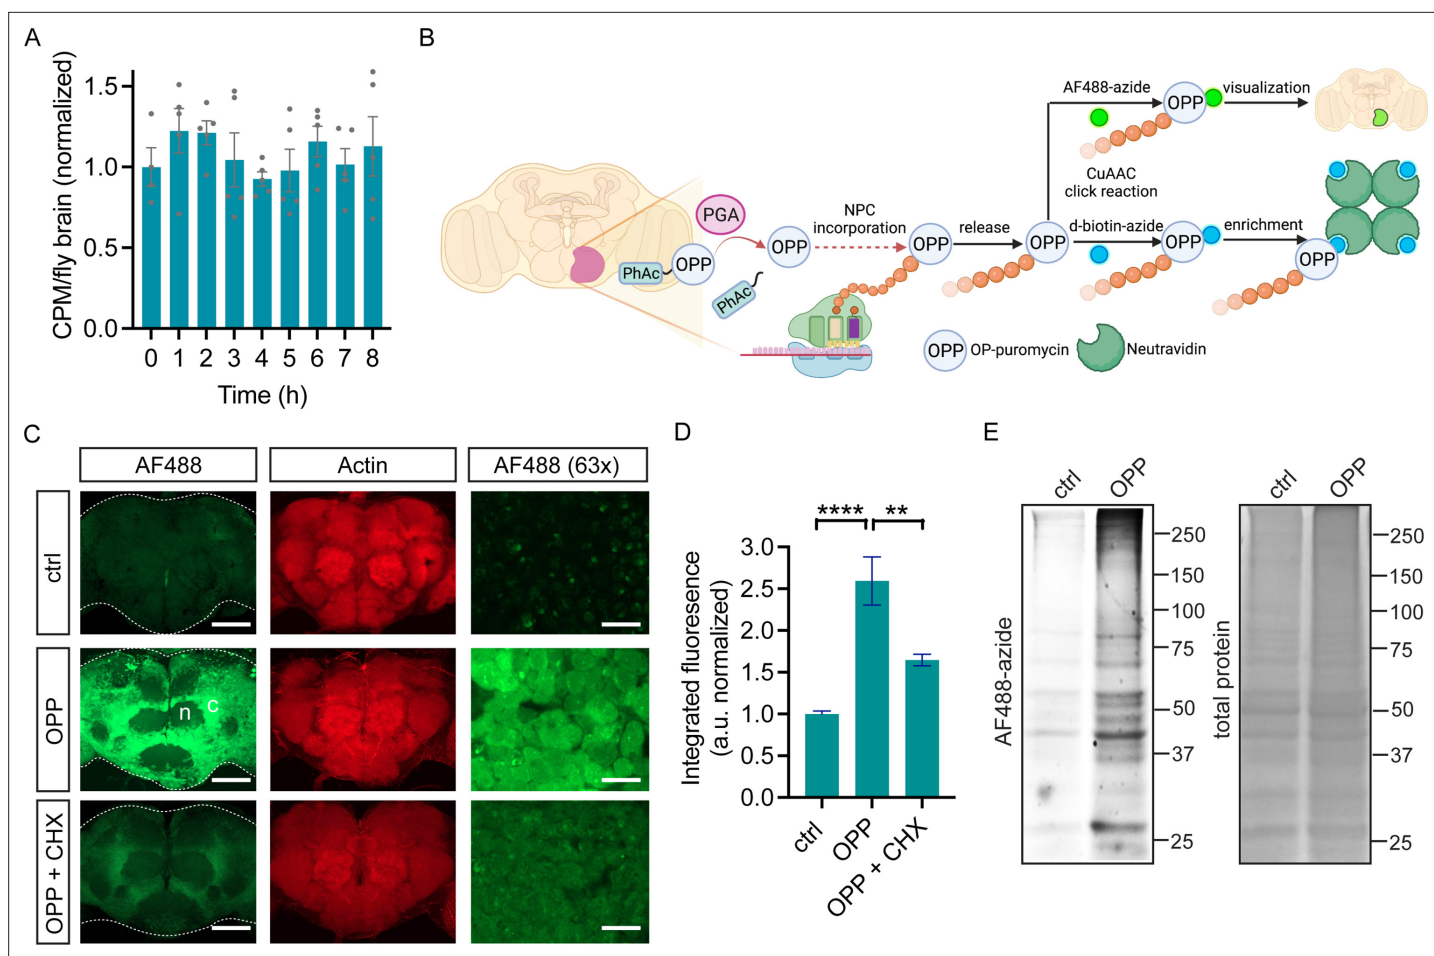 A
CPM/fly brain (normalized)
1.5
1.0
0.5
0.0
0 1 2 3 4 5 6 7 8
Time (h)
B
PhAc
OPP
PGA
OPP
PhAc
NPC
incorporation
OPP
release
OPP
AF488-azide
OPP
visualization
CuAAC
click reaction
d-biotin-azide
OPP
enrichment
OPP
OPP OP-puromycin
Neutravidin
C
AF488
Actin
AF488 (63x)
ctrl
OPP
n
c
OPP + CHX
D
**** **
Integrated fluoresence
(a.u. normalized)
3.0
2.5
2.0
1.5
1.0
0.5
0.0
ctrl
OPP
OPP + CHX
E
ctrl
OPP
AF488-azide
250
150
100
75
50
37
25
ctrl
OPP
total protein
250
150
100
75
50
37
25